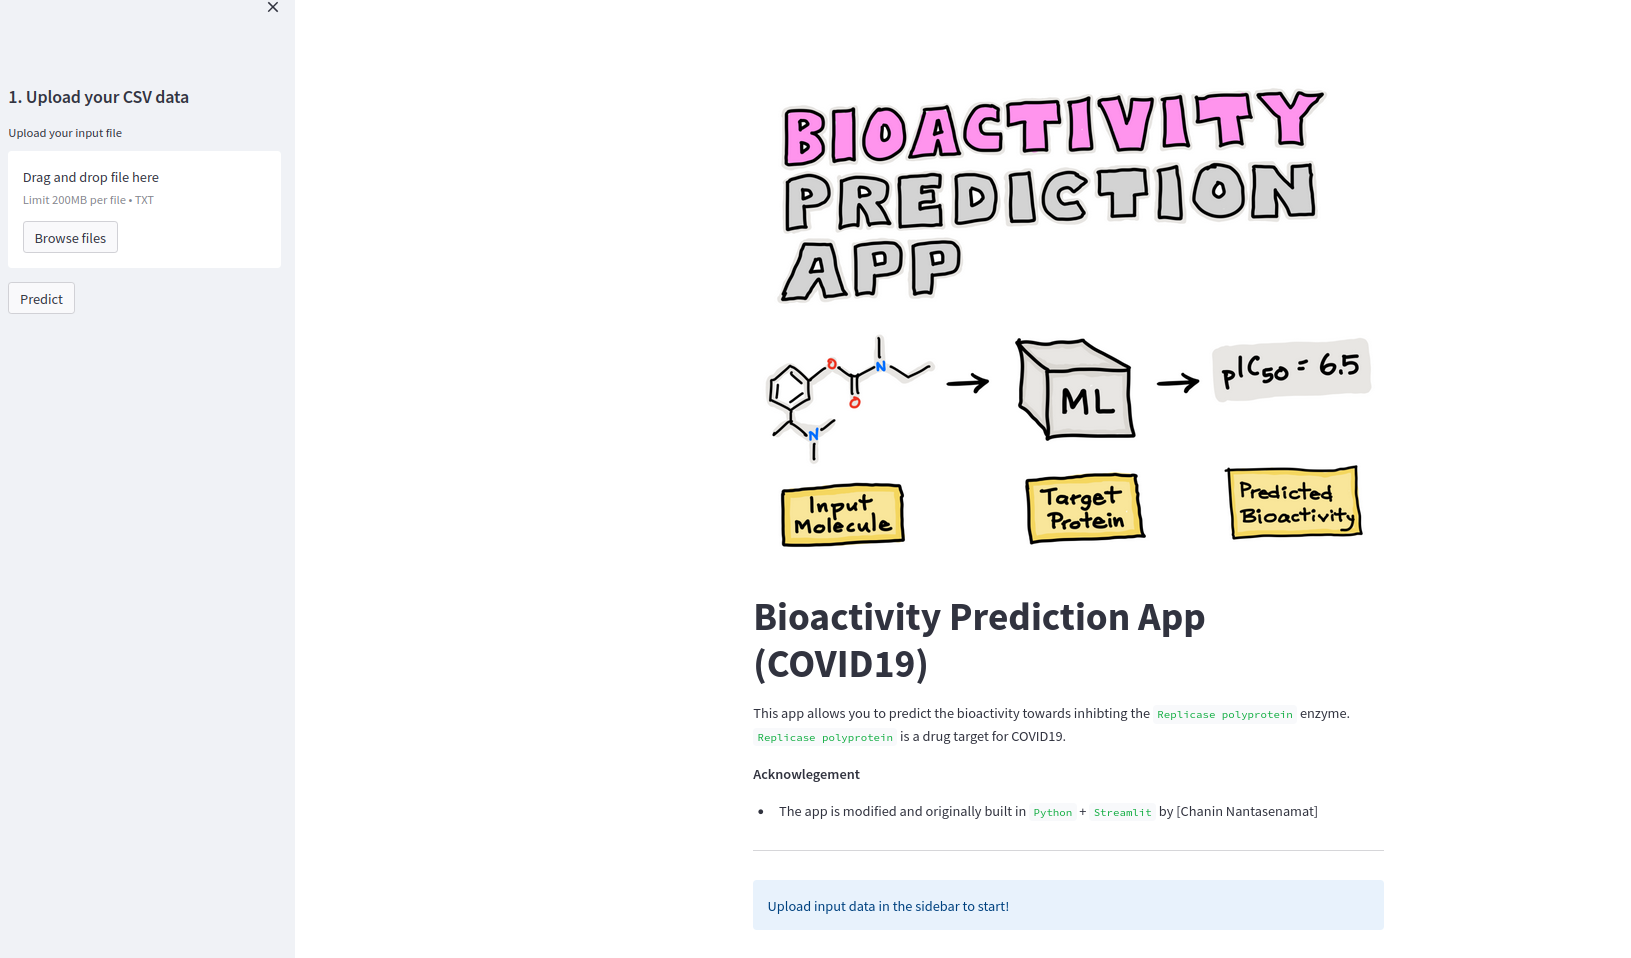 1. Upload your CSV data
Upload your input file
Drag and drop file here
Limit 200MB per file • TXT
Browse files
Predict
BIOACTIVITY
PREDICTION
APP
O
N
O
N
ML
pIC50 = 6.5
Input
Molecule
Target
Protein
Predicted
Bioactivity
Bioactivity Prediction App
(COVID19)
This app allows you to predict the bioactivity towards inhibting the Replicase polyprotein enzyme.
Replicase polyprotein is a drug target for COVID19.
Acknowlegement
• The app is modified and originally built in Python + Streamlit by [Chanin Nantasenamat]
Upload input data in the sidebar to start!